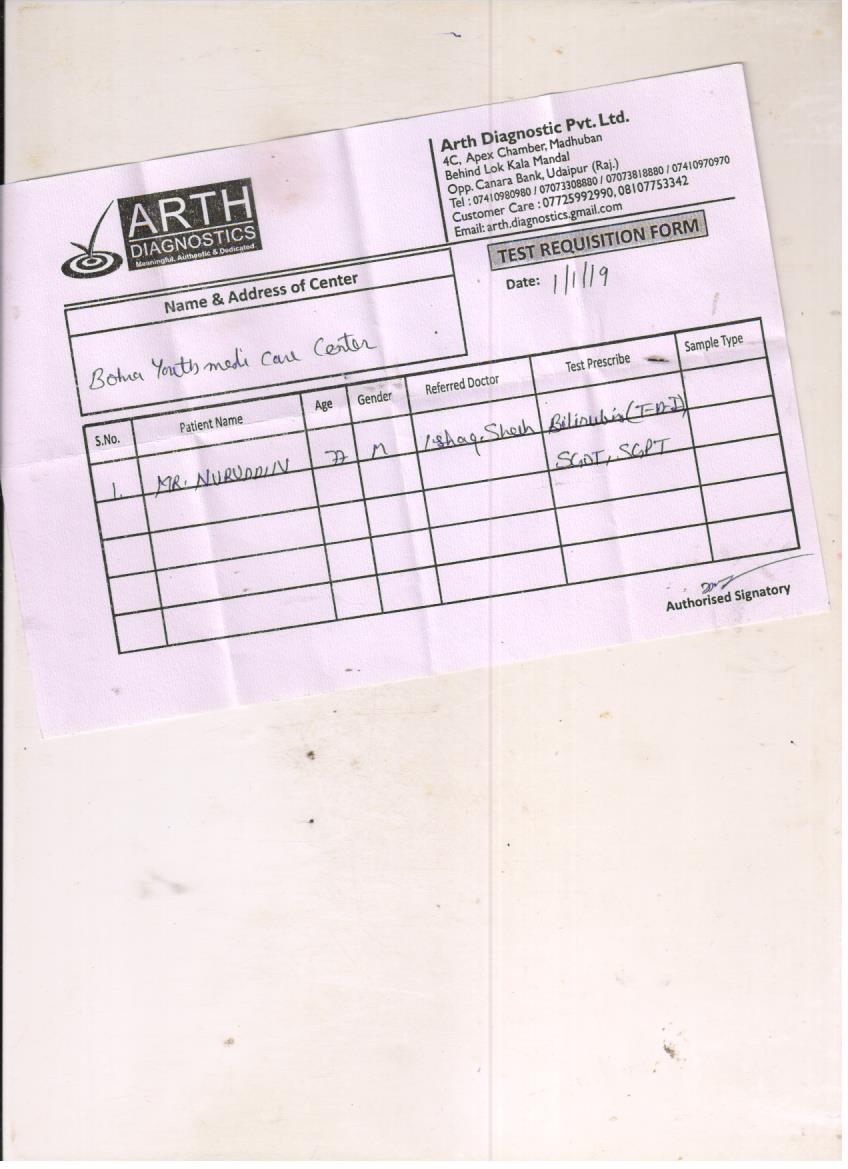 ARTH
DIAGNOSTICS
Meaningful, Authentic & Dedicated
Arth Diagnostic Pvt. Ltd.
4C, Apex Chamber, Madhuban
Behind Lok Kala Mandal
Opp. Canara Bank, Udaipur (Raj.)
Tel : 07410980980 / 07073308880 / 07073818880 / 07410970970
Customer Care : 07725992990, 08107753342
Email: arth.diagnostics.gmail.com
TEST REQUISITION FORM
Date: 1/1/19
Name & Address of Center
Youth medi Care Center
S.No. Patient Name Age Gender Referred Doctor Test Prescribe Sample Type
1. MR. NURUDDIN 77 M Ishaq. Bilirubin (T-D-I)
SGOT, SGPT
Authorised Signatory